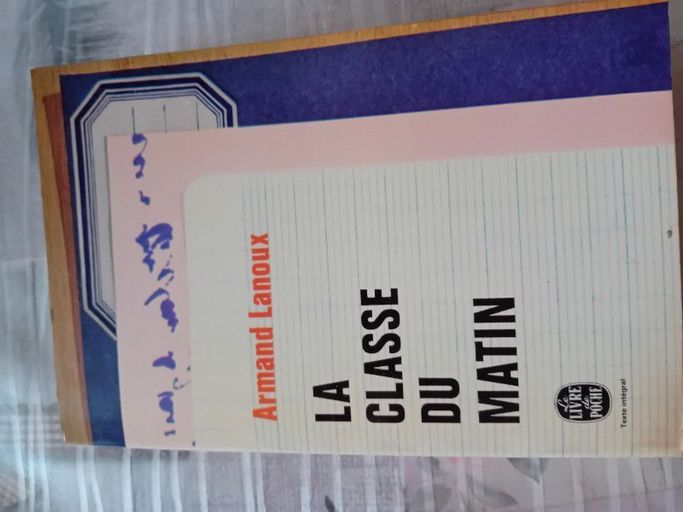 Armand Lanoux
LA
CLASSE
DU
MATIN
Le
LIVRE
de
POCHE
Texte intégral